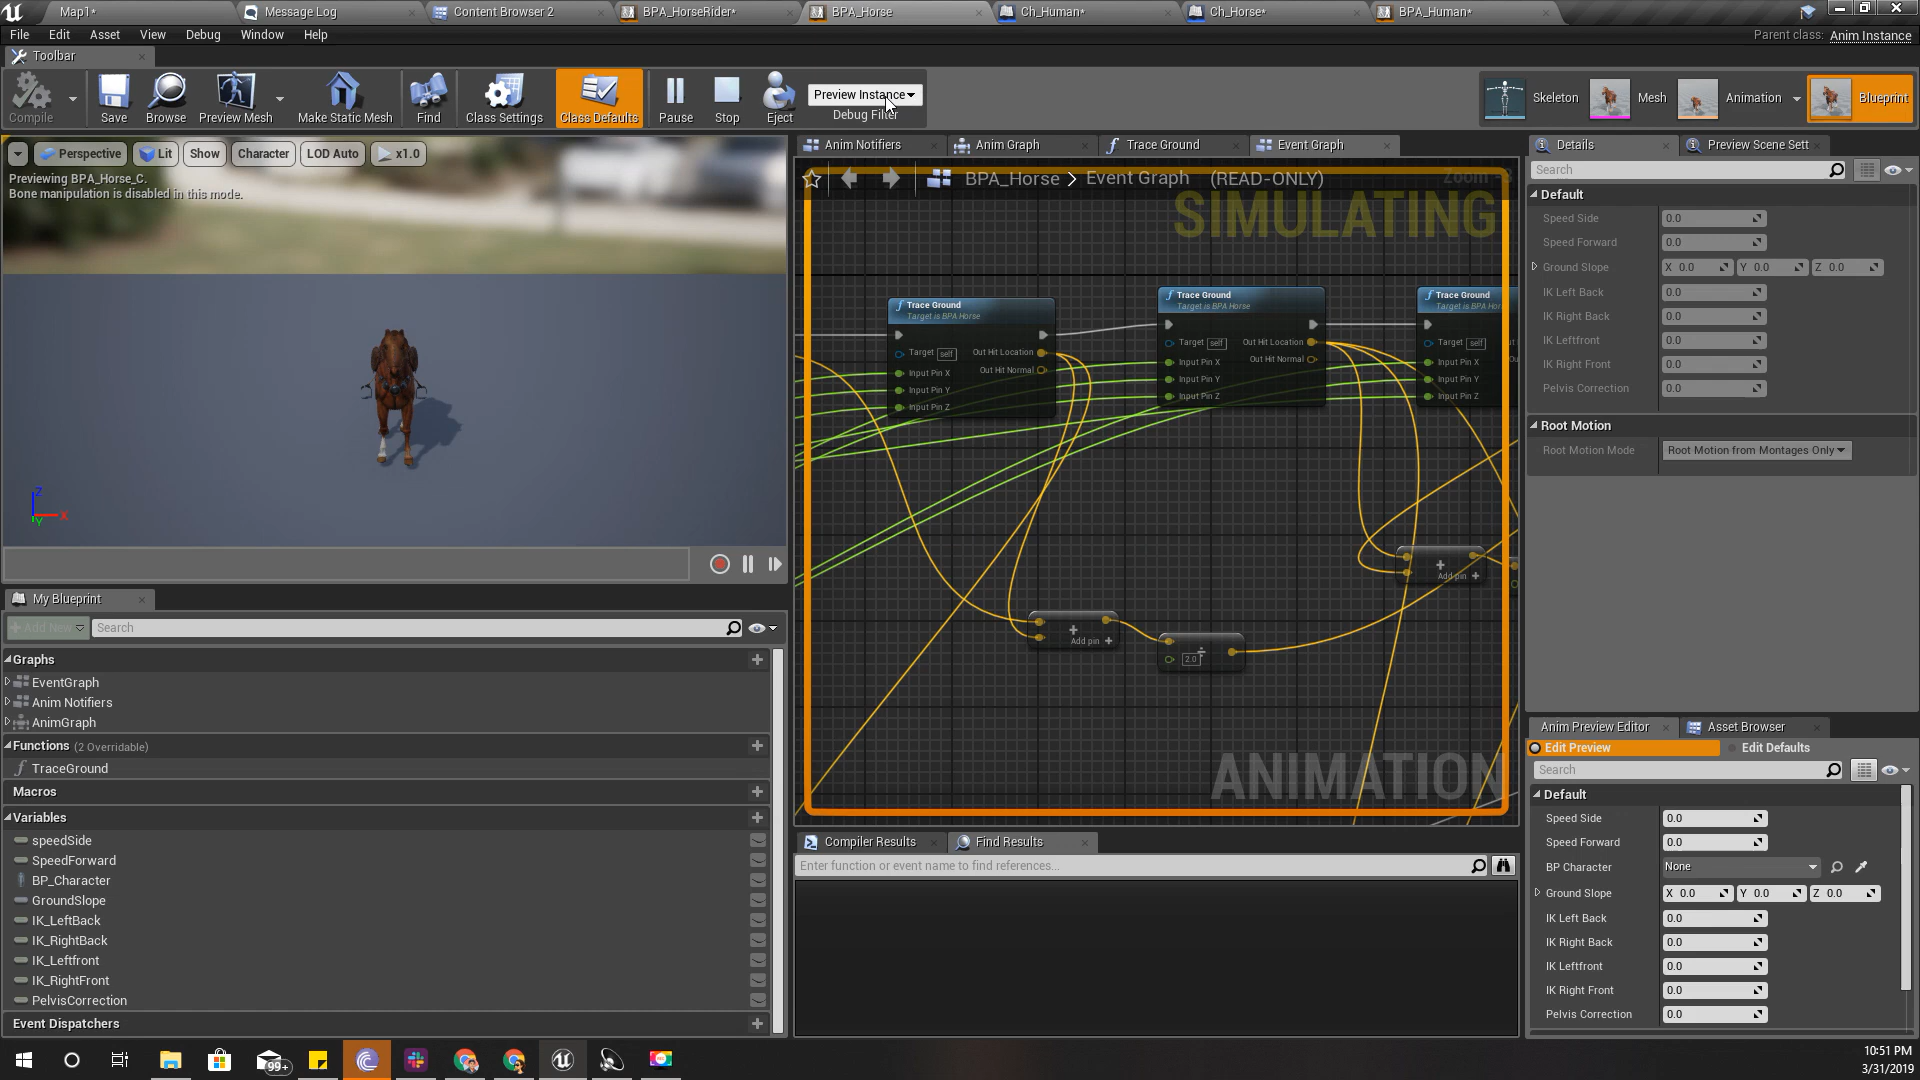 Map1*
Message Log
Content Browser 2
BPA_HorseRider*
BPA_Horse
Ch_Human*
Ch_Horse*
BPA_Human*
File Edit Asset View Debug Window Help
Parent class: Anim Instance
Toolbar
Compile
Save
Browse
Preview Mesh
Make Static Mesh
Find
Class Settings
Class Defaults
Pause
Stop
Eject
Preview Instance
Debug Filter
Skeleton
Mesh
Animation
Blueprint
Perspective
Lit
Show
Character
LOD Auto
x1.0
Previewing BPA_Horse_C.
Bone manipulation is disabled in this mode.
Z
X
Y
Anim Notifiers
Anim Graph
Trace Ground
Event Graph
BPA_Horse > Event Graph (READ-ONLY)
SIMULATING
Trace Ground
Target is BPA Horse
Target self
Out Hit Location
Out Hit Normal
Input Pin X
Input Pin Y
Input Pin Z
Trace Ground
Target is BPA Horse
Target self
Out Hit Location
Out Hit Normal
Input Pin X
Input Pin Y
Input Pin Z
Trace Ground
Target is BPA Horse
Target self
Input Pin X
Input Pin Y
Input Pin Z
+
Add pin +
+
Add pin +
2.0
÷
ANIMATION
Compiler Results
Find Results
Enter function or event name to find references...
My Blueprint
Add New
Search
Graphs
EventGraph
Anim Notifiers
AnimGraph
Functions (2 Overridable)
TraceGround
Macros
Variables
speedSide
SpeedForward
BP_Character
GroundSlope
IK_LeftBack
IK_RightBack
IK_Leftfront
IK_RightFront
PelvisCorrection
Event Dispatchers
Details
Preview Scene Sett
Search
Default
Speed Side 0.0
Speed Forward 0.0
Ground Slope X 0.0 Y 0.0 Z 0.0
IK Left Back 0.0
IK Right Back 0.0
IK Leftfront 0.0
IK Right Front 0.0
Pelvis Correction 0.0
Root Motion
Root Motion Mode Root Motion from Montages Only
Anim Preview Editor
Asset Browser
Edit Preview
Edit Defaults
Search
Default
Speed Side 0.0
Speed Forward 0.0
BP Character None
Ground Slope X 0.0 Y 0.0 Z 0.0
IK Left Back 0.0
IK Right Back 0.0
IK Leftfront 0.0
IK Right Front 0.0
Pelvis Correction 0.0
99+
10:51 PM
3/31/2019